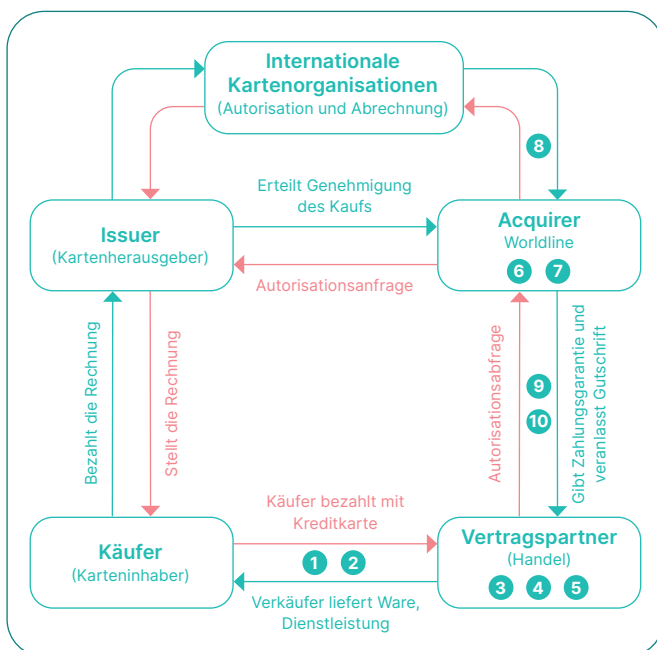 Internationale
Kartenorganisationen
(Autorisation und Abrechnung)
8
Erteilt Genehmigung
des Kaufs
Issuer
(Kartenherausgeber)
Acquirer
Worldline
6 7
Autorisationsanfrage
Bezahlt die Rechnung
Stellt die Rechnung
Autorisationsabfrage
9
10
Gibt Zahlungsgarantie und
veranlasst Gutschrift
Käufer bezahlt mit
Kreditkarte
Käufer
(Karteninhaber)
1 2
Vertragspartner
(Handel)
3 4 5
Verkäufer liefert Ware,
Dienstleistung